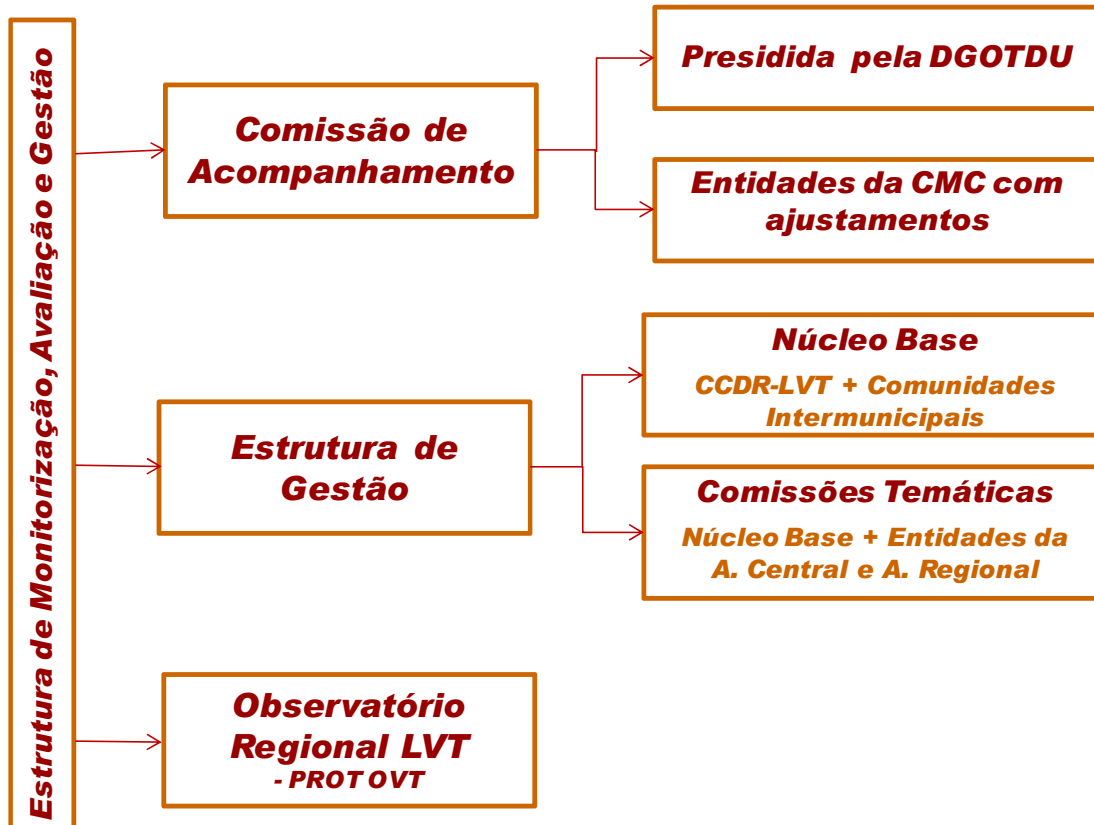 Estrutura de Monitorização, Avaliação e Gestão
Comissão de
Acompanhamento
Presidida pela DGOTDU
Entidades da CMC com
ajustamentos
Estrutura de
Gestão
Núcleo Base
CCDR-LVT + Comunidades
Intermunicipais
Comissões Temáticas
Núcleo Base + Entidades da
A. Central e A. Regional
Observatório
Regional LVT
- PROT OVT